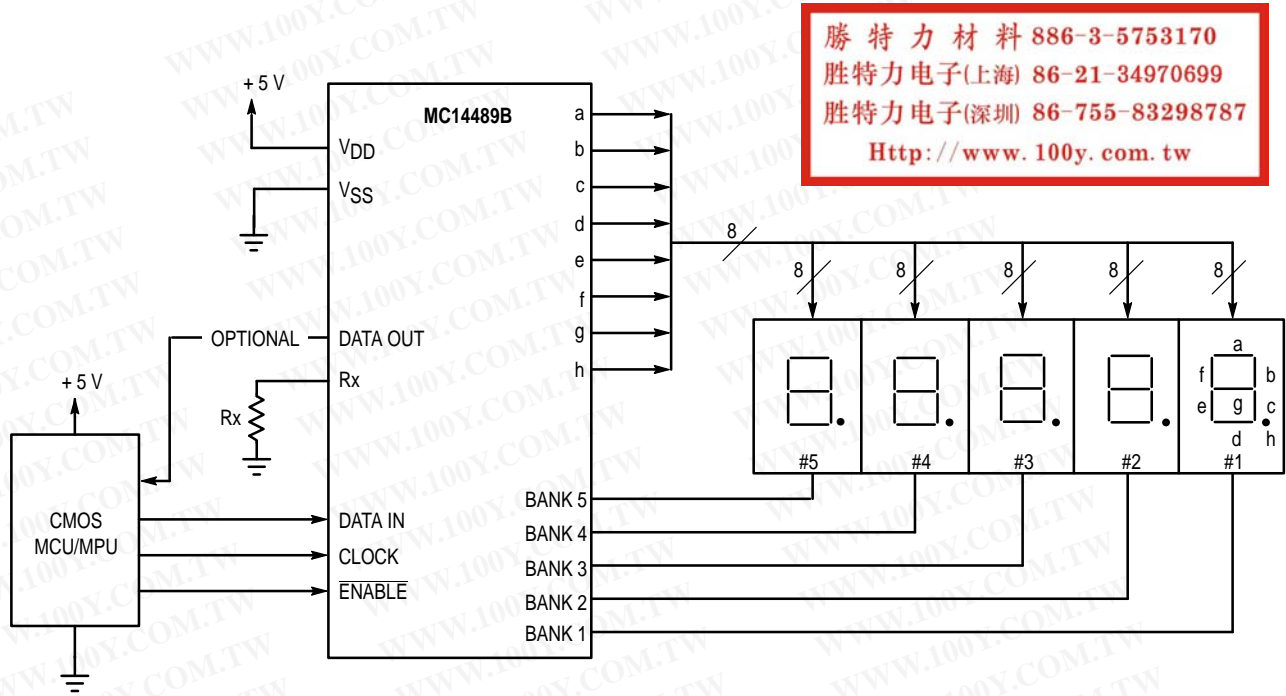 勝 特 力 材 料 886-3-5753170
胜特力电子(上海) 86-21-34970699
胜特力电子(深圳) 86-755-83298787
Http://www.100y.com.tw
+ 5 V
MC14489B
VDD
VSS
a
b
c
d
e
f
g
h
8
8
8
8
8
8
OPTIONAL
DATA OUT
Rx
Rx
+ 5 V
CMOS
MCU/MPU
DATA IN
CLOCK
ENABLE
BANK 5
BANK 4
BANK 3
BANK 2
BANK 1
#5
#4
#3
#2
#1
a
f
b
e
g
c
d
h
WWW.100Y.COM.TW